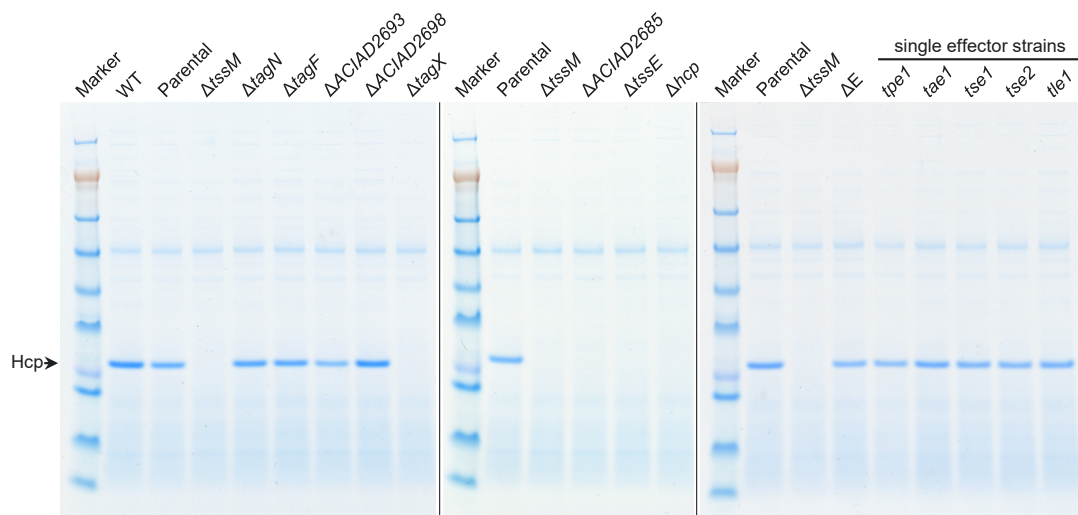 Marker
WT
Parental
ΔtssM
ΔtagN
ΔtagF
ΔACIAD2693
ΔACIAD2698
ΔtagX
Marker
Parental
ΔtssM
ΔACIAD2685
ΔtssE
Δhcp
single effector strains
Marker
Parental
ΔtssM
ΔE
tpe1
tae1
tse1
tse2
tle1
Hcp